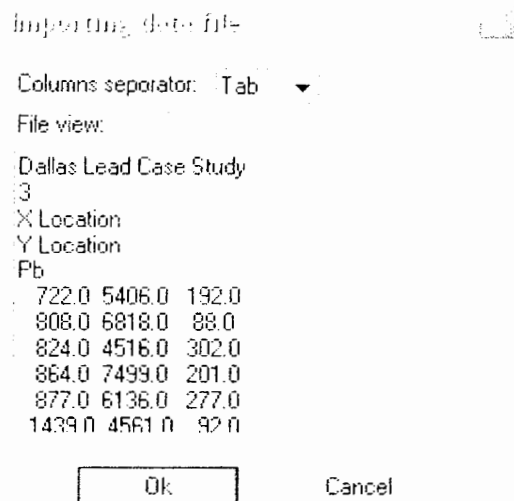 Importing data file
Columns seporator: Tab
File view:
Dallas Lead Case Study
3
X Location
Y Location
Pb
722.0 5406.0 192.0
808.0 6818.0 88.0
824.0 4516.0 302.0
864.0 7499.0 201.0
877.0 6136.0 277.0
1439.0 4561.0 92.0
Ok Cancel